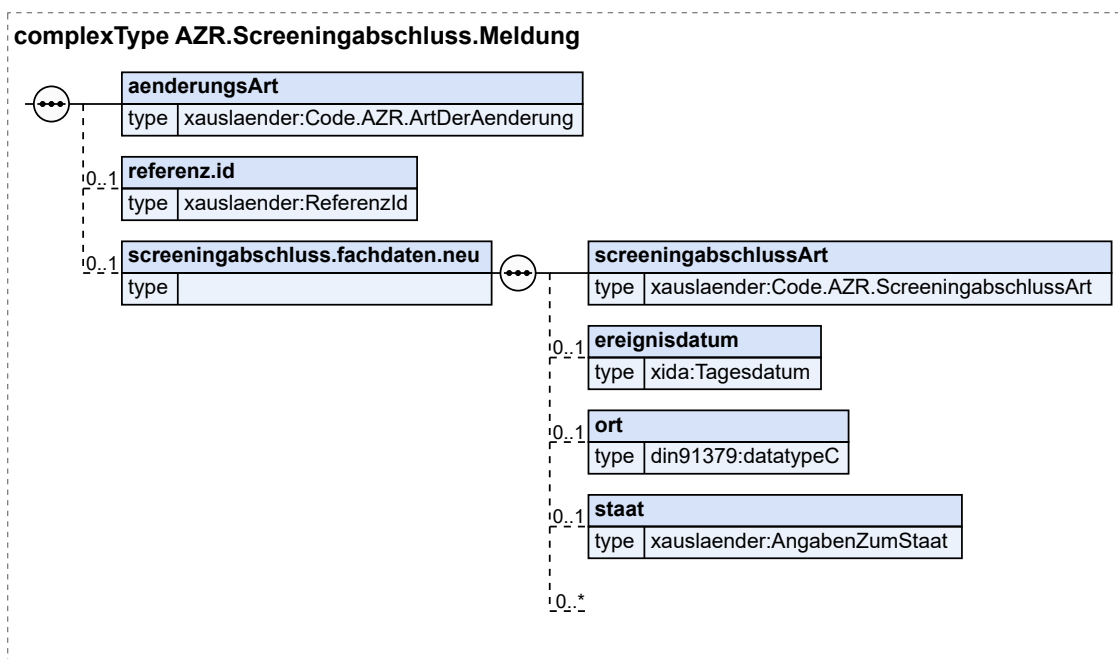 complexType AZR.Screeningabschluss.Meldung
aenderungsArt
type xauslaender:Code.AZR.ArtDerAenderung
0..1 referenz.id
type xauslaender:ReferenzId
0..1 screeningabschluss.fachdaten.neu
type
screeningabschlussArt
type xauslaender:Code.AZR.ScreeningabschlussArt
0..1 ereignisdatum
type xida:Tagesdatum
0..1 ort
type din91379:datatypeC
0..1 staat
type xauslaender:AngabenZumStaat
0..*